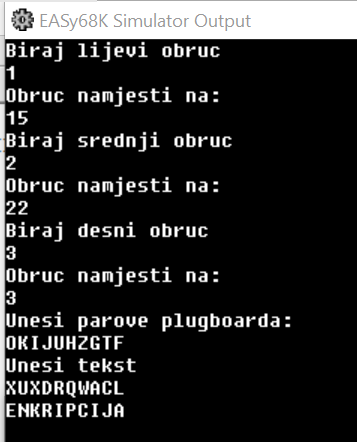 EASy68K Simulator Output
Biraj lijevi obruc
1
Obruc namjesti na:
15
Biraj srednji obruc
2
Obruc namjesti na:
22
Biraj desni obruc
3
Obruc namjesti na:
3
Unesi parove plugboarda:
OKIJUHZGTF
Unesi tekst
XUXDRQWACL
ENKRIPCIJA